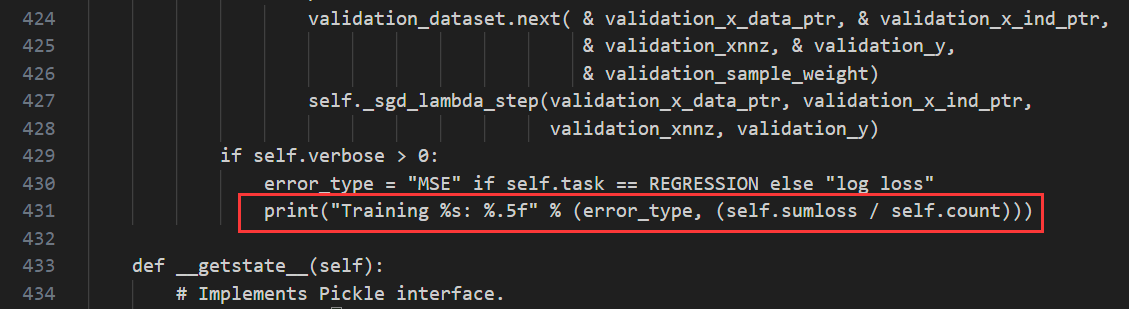 424 validation_dataset.next( & validation_x_data_ptr, & validation_x_ind_ptr,
425 & validation_xnnz, & validation_y,
426 & validation_sample_weight)
427 self._sgd_lambda_step(validation_x_data_ptr, validation_x_ind_ptr,
428 validation_xnnz, validation_y)
429 if self.verbose > 0:
430 error_type = "MSE" if self.task == REGRESSION else "log loss"
431 print("Training %s: %.5f" % (error_type, (self.sumloss / self.count)))
432
433 def __getstate__(self):
434 # Implements Pickle interface.